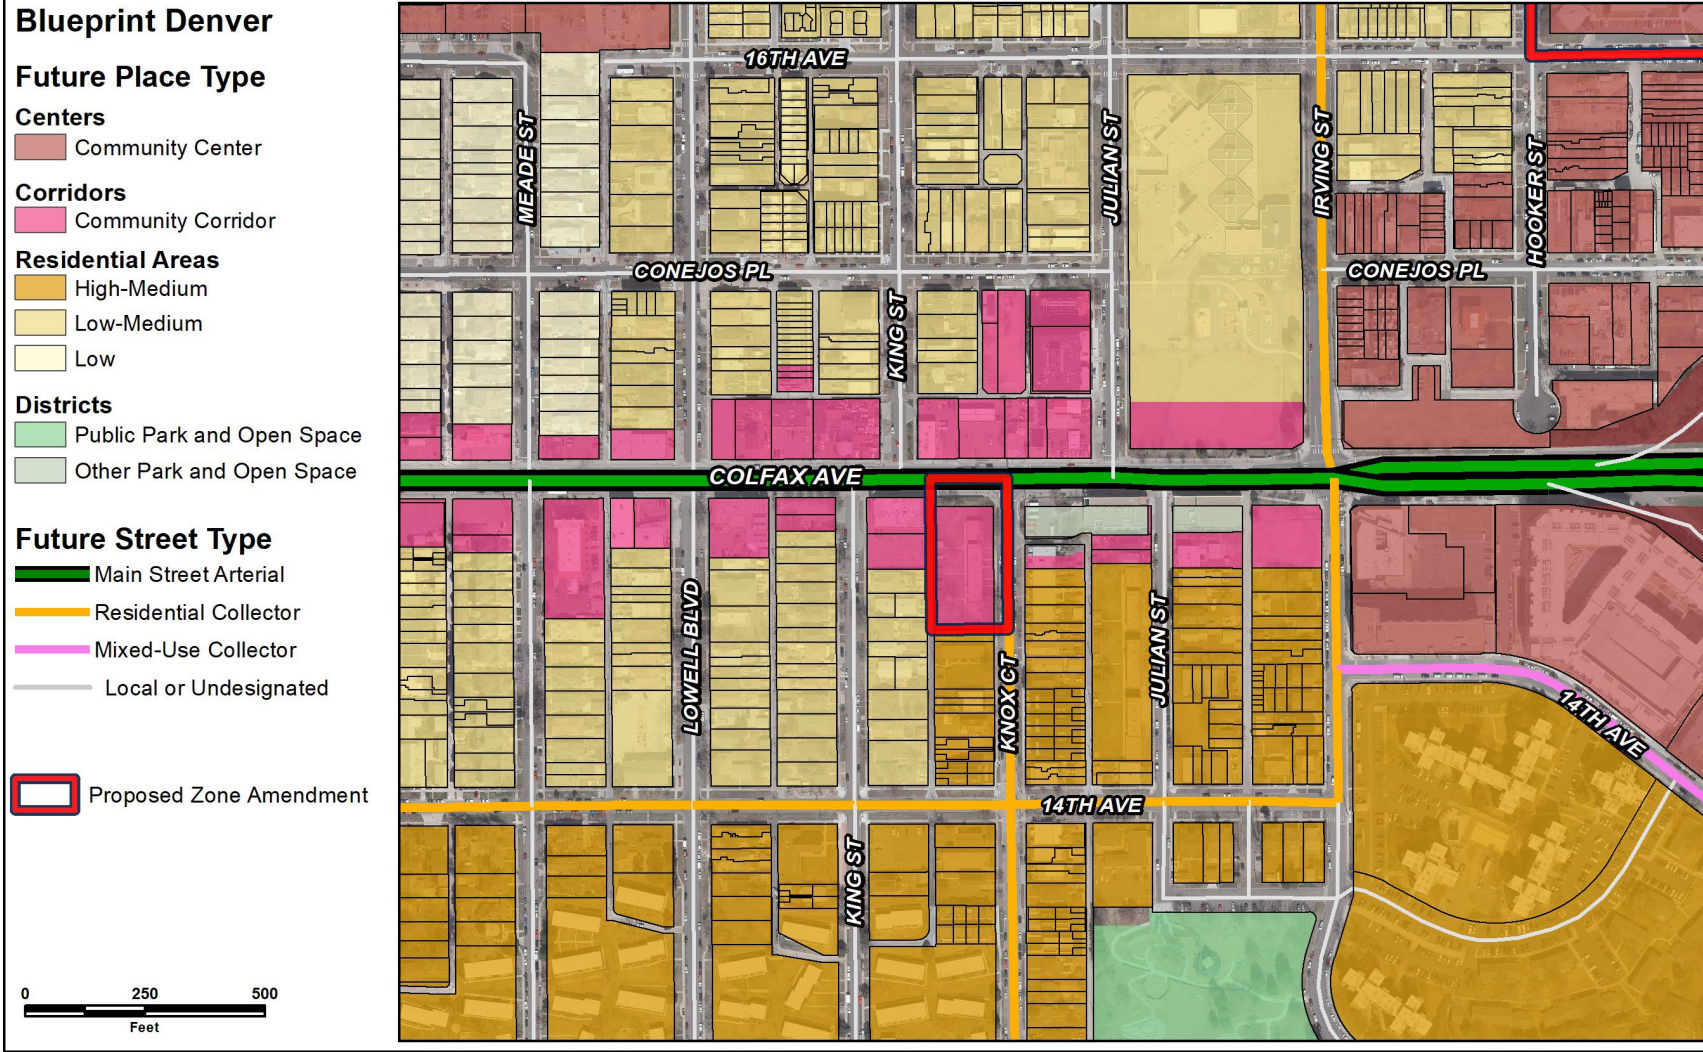 Blueprint Denver
Future Place Type
Centers
Community Center
Corridors
Community Corridor
Residential Areas
High-Medium
Low-Medium
Low
Districts
Public Park and Open Space
Other Park and Open Space
Future Street Type
Main Street Arterial
Residential Collector
Mixed-Use Collector
Local or Undesignated
Proposed Zone Amendment
0 250 500
Feet
16TH AVE
MEADE ST
JULIAN ST
IRVING ST
HOOKER ST
CONEJOS PL
CONEJOS PL
KING ST
COLFAX AVE
LOWELL BLVD
KNOX CT
JULIAN ST
14TH AVE
14TH AVE
KING ST